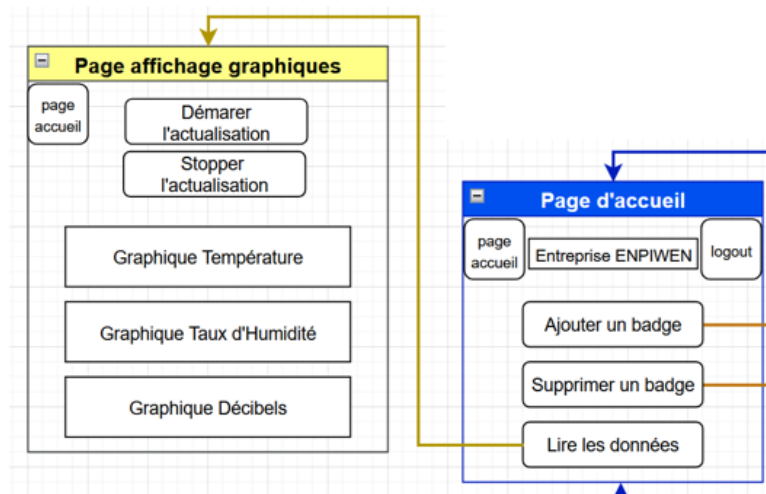 Page affichage graphiques
page
accueil
Démarer
l'actualisation
Stopper
l'actualisation
Graphique Température
Graphique Taux d'Humidité
Graphique Décibels
Page d'accueil
page
accueil
Entreprise ENPIWEN
logout
Ajouter un badge
Supprimer un badge
Lire les données